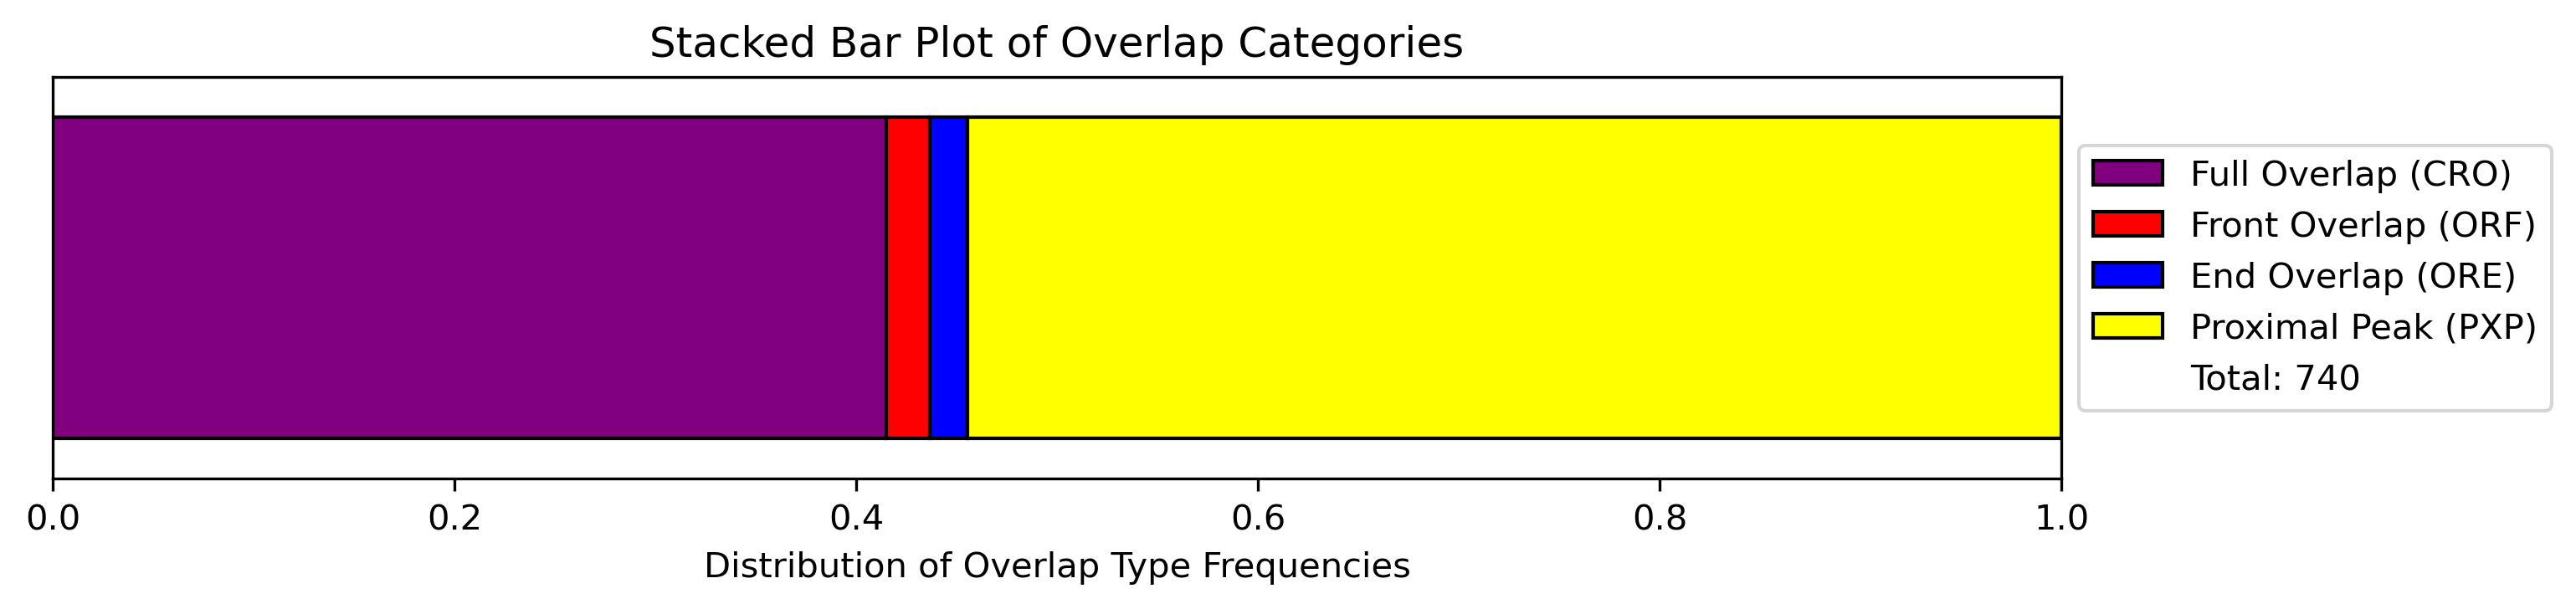 Stacked Bar Plot of Overlap Categories
Full Overlap (CRO)
Front Overlap (ORF)
End Overlap (ORE)
Proximal Peak (PXP)
Total: 740
0.0 0.2 0.4 0.6 0.8 1.0
Distribution of Overlap Type Frequencies